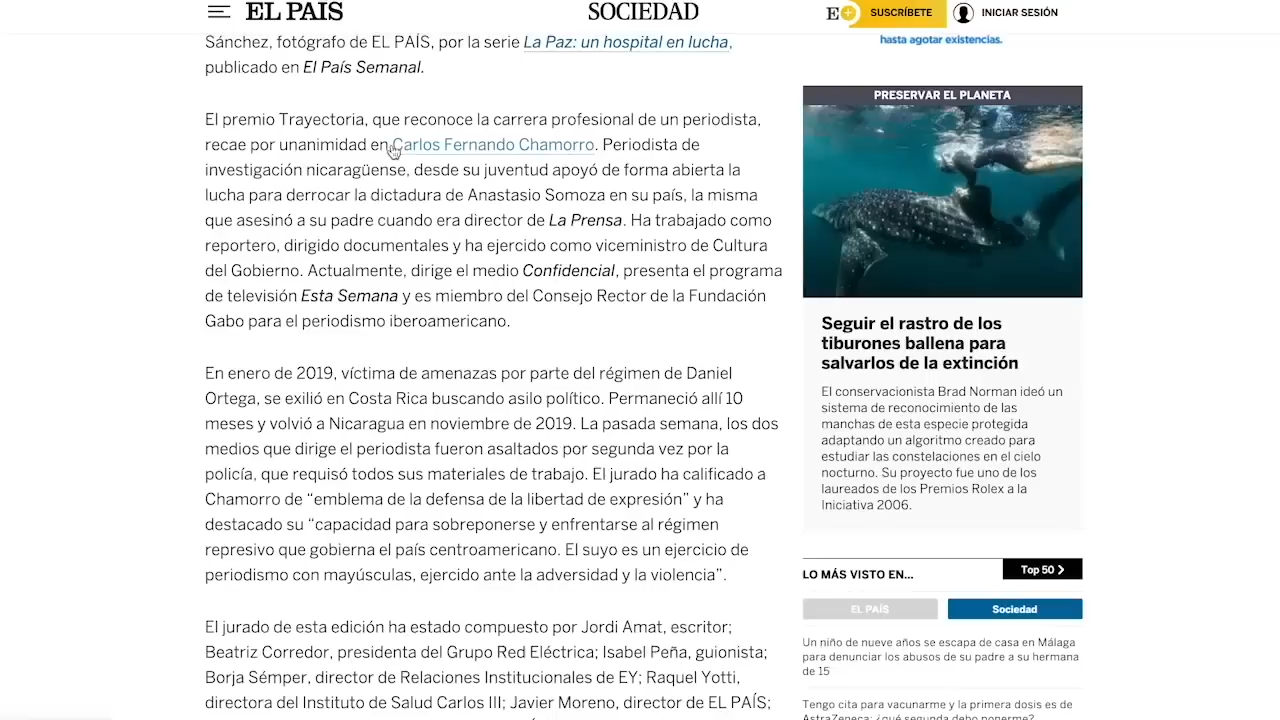 EL PAÍS
SOCIEDAD
E+
SUSCRÍBETE
INICIAR SESIÓN
Sánchez, fotógrafo de EL PAÍS, por la serie La Paz: un hospital en lucha,
publicado en El País Semanal.
El premio Trayectoria, que reconoce la carrera profesional de un periodista,
recae por unanimidad en Carlos Fernando Chamorro. Periodista de
investigación nicaragüense, desde su juventud apoyó de forma abierta la
lucha para derrocar la dictadura de Anastasio Somoza en su país, la misma
que asesinó a su padre cuando era director de La Prensa. Ha trabajado como
reportero, dirigido documentales y ha ejercido como viceministro de Cultura
del Gobierno. Actualmente, dirige el medio Confidencial, presenta el programa
de televisión Esta Semana y es miembro del Consejo Rector de la Fundación
Gabo para el periodismo iberoamericano.
En enero de 2019, víctima de amenazas por parte del régimen de Daniel
Ortega, se exilió en Costa Rica buscando asilo político. Permaneció allí 10
meses y volvió a Nicaragua en noviembre de 2019. La pasada semana, los dos
medios que dirige el periodista fueron asaltados por segunda vez por la
policía, que requisó todos sus materiales de trabajo. El jurado ha calificado a
Chamorro de “emblema de la defensa de la libertad de expresión” y ha
destacado su “capacidad para sobreponerse y enfrentarse al régimen
represivo que gobierna el país centroamericano. El suyo es un ejercicio de
periodismo con mayúsculas, ejercido ante la adversidad y la violencia”.
El jurado de esta edición ha estado compuesto por Jordi Amat, escritor;
Beatriz Corredor, presidenta del Grupo Red Eléctrica; Isabel Peña, guionista;
Borja Sémper, director de Relaciones Institucionales de EY; Raquel Yotti,
directora del Instituto de Salud Carlos III; Javier Moreno, director de EL PAÍS;
hasta agotar existencias.
PRESERVAR EL PLANETA
Seguir el rastro de los
tiburones ballena para
salvarlos de la extinción
El conservacionista Brad Norman ideó un
sistema de reconocimiento de las
manchas de esta especie protegida
adaptando un algoritmo creado para
estudiar las constelaciones en el cielo
nocturno. Su proyecto fue uno de los
laureados de los Premios Rolex a la
Iniciativa 2006.
LO MÁS VISTO EN...
Top 50
EL PAÍS
Sociedad
Un niño de nueve años se escapa de casa en Málaga
para denunciar los abusos de su padre a su hermana
de 15
Tengo cita para vacunarme y la primera dosis es de
AstraZeneca: ¿qué segunda debo ponerme?